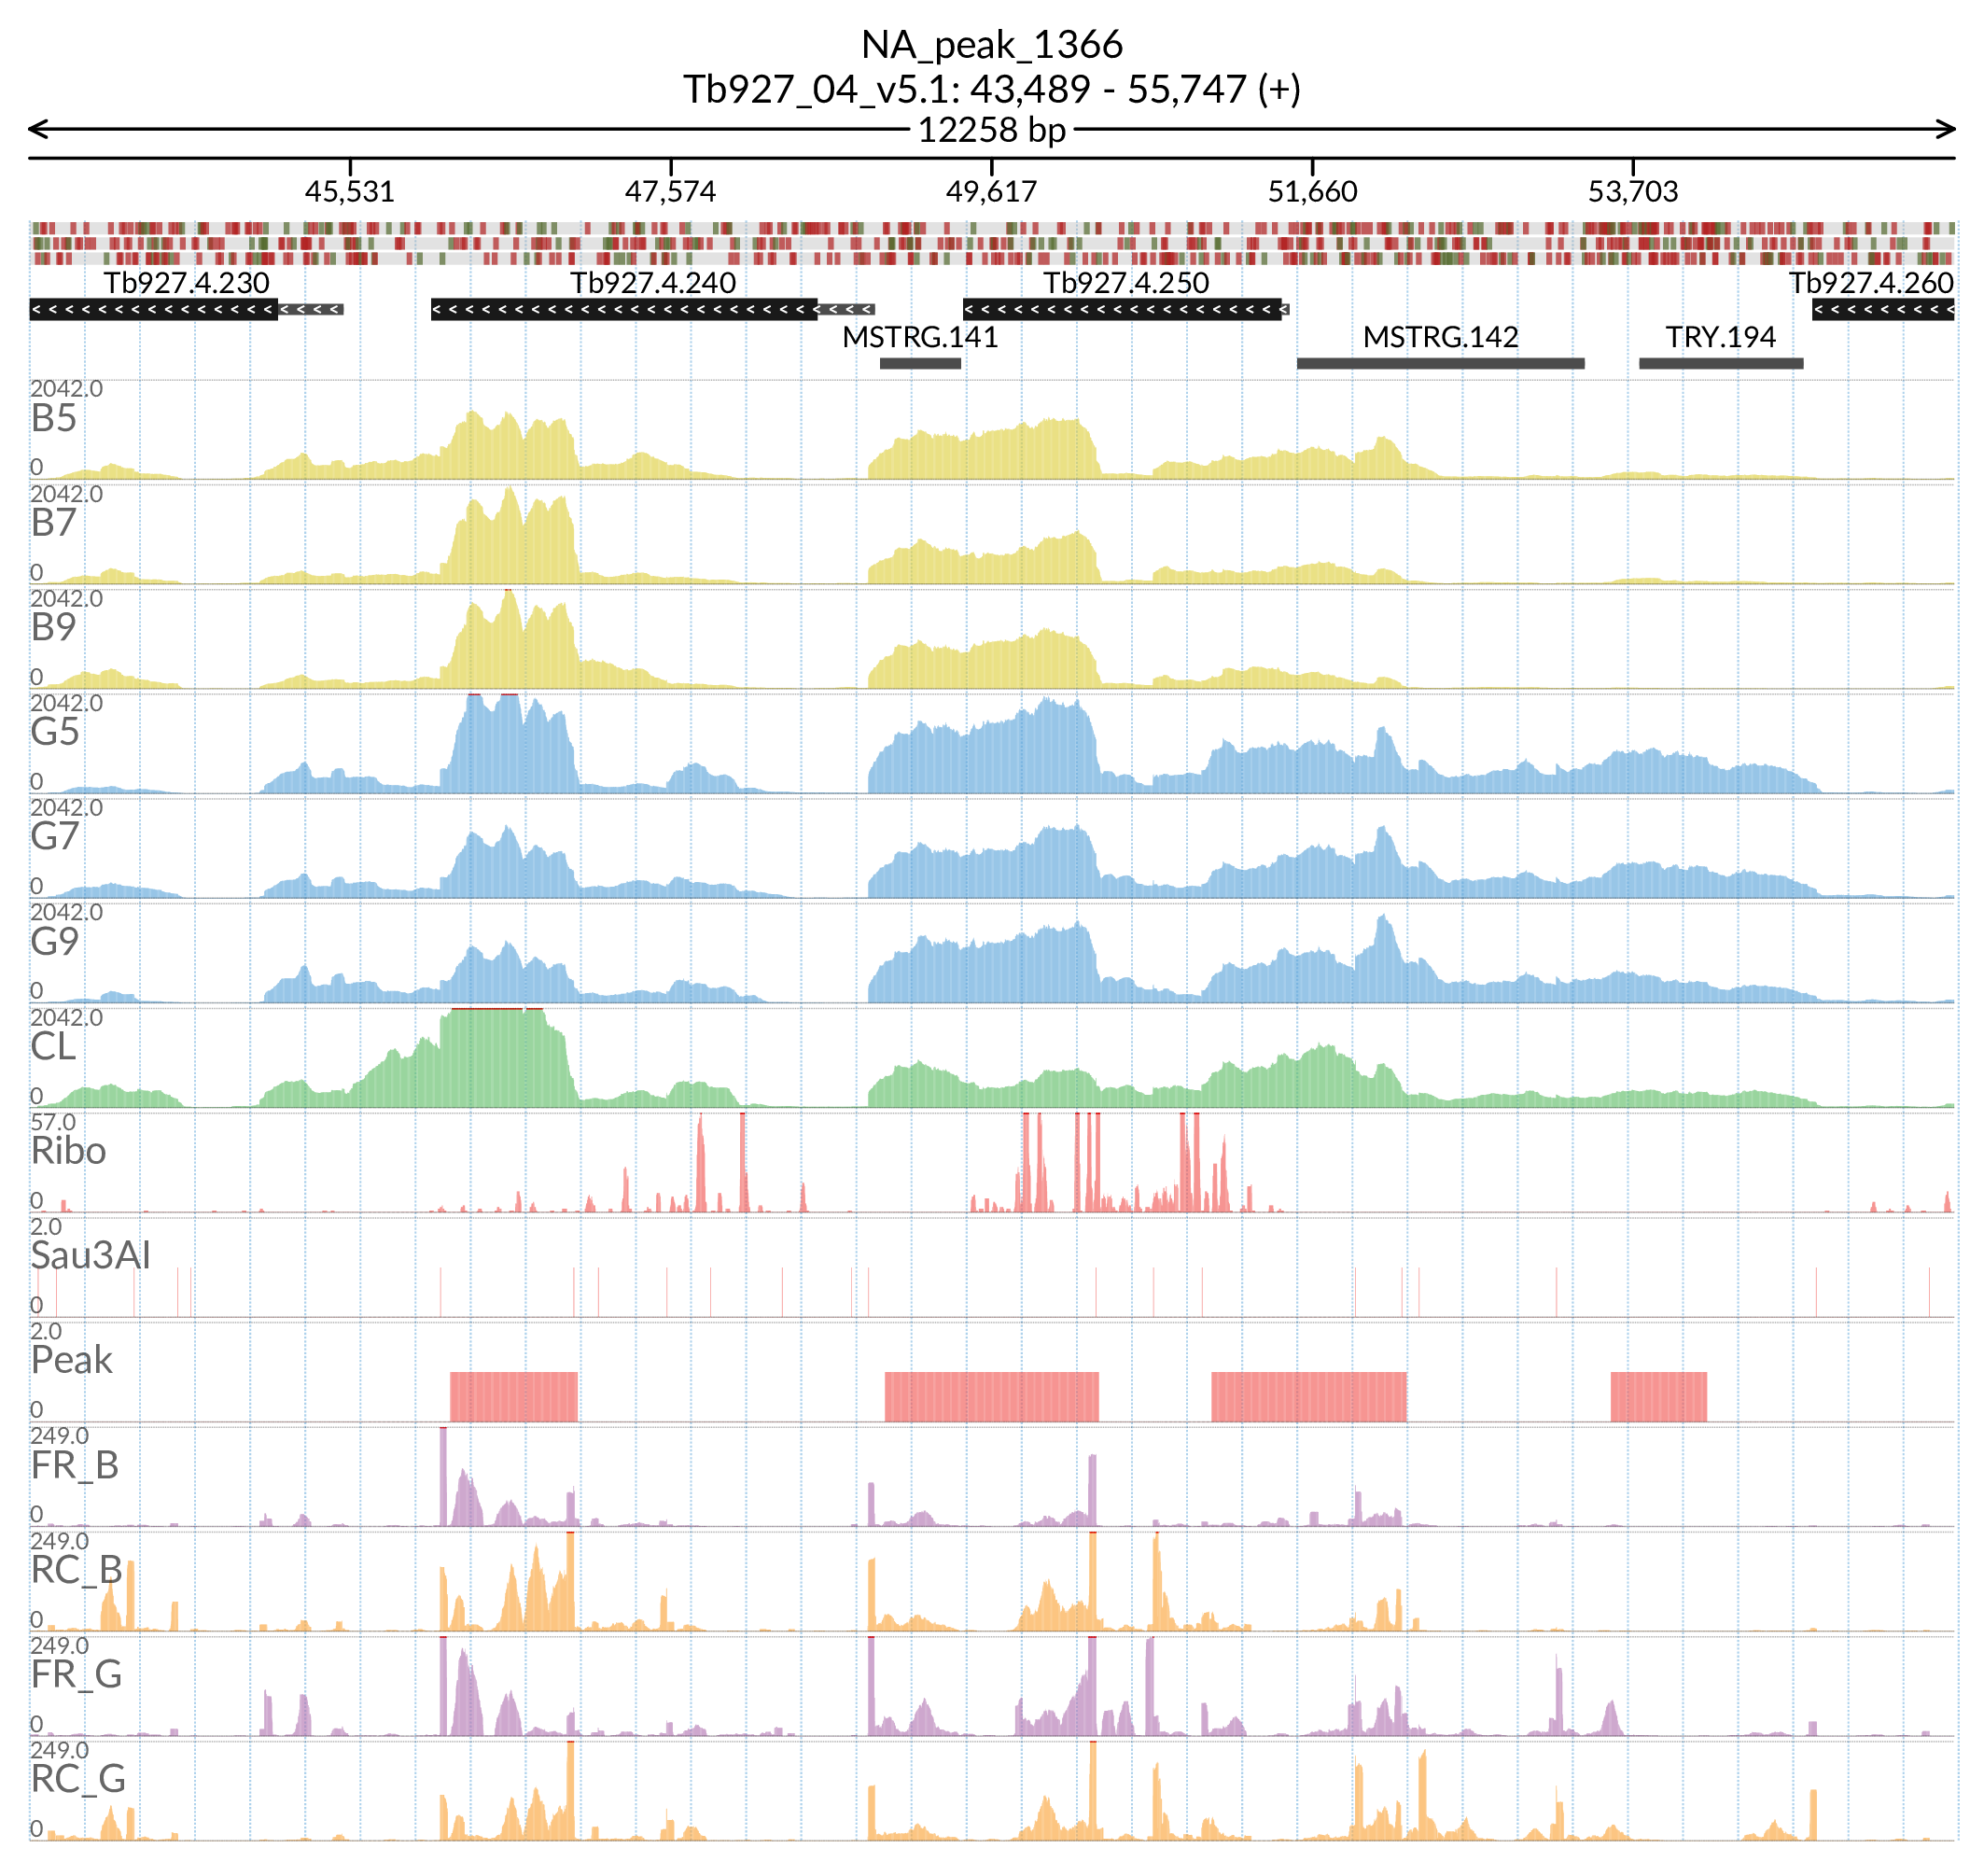 NA_peak_1366
Tb927_04_v5.1: 43,489 - 55,747 (+)
12258 bp
45,531 47,574 49,617 51,660 53,703
Tb927.4.230 Tb927.4.240 Tb927.4.250 Tb927.4.260
MSTRG.141 MSTRG.142 TRY.194
2042.0
B5
0
2042.0
B7
0
2042.0
B9
0
2042.0
G5
0
2042.0
G7
0
2042.0
G9
0
2042.0
CL
0
57.0
Ribo
0
2.0
Sau3AI
0
2.0
Peak
0
249.0
FR_B
0
249.0
RC_B
0
249.0
FR_G
0
249.0
RC_G
0